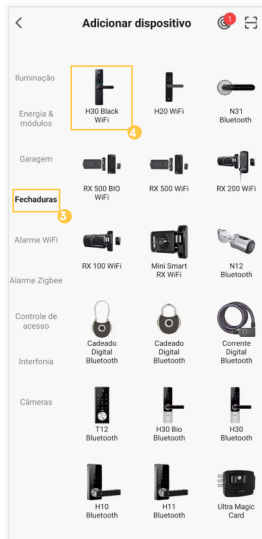 Adicionar dispositivo
Iluminação
Energia &
módulos
Garagem
Fechaduras
3
Alarme WiFi
Alarme Zigbee
Controle de
acesso
Interfonia
Câmeras
H30 Black
WiFi
4
H20 WiFi
N31
Bluetooth
RX 500 BIO
WiFi
RX 500 WiFi
RX 200 WiFi
RX 100 WiFi
Mini Smart
RX WiFi
N12
Bluetooth
Cadeado
Digital
Bluetooth
Cadeado
Digital
Bluetooth
Corrente
Digital
Bluetooth
T12
Bluetooth
H30 Bio
Bluetooth
H30
Bluetooth
H10
Bluetooth
H11
Bluetooth
Ultra Magic
Card